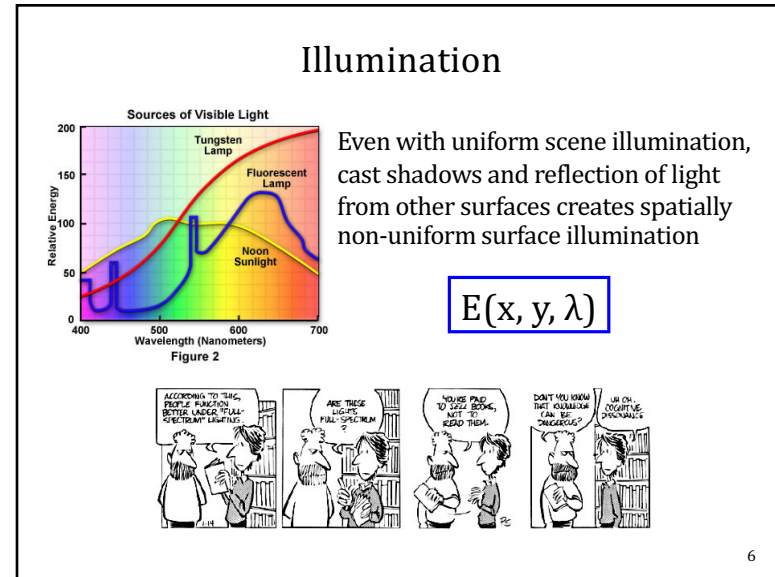 Illumination
Sources of Visible Light
200
150
100
50
0
Relative Energy
Tungsten
Lamp
Fluorescent
Lamp
Noon
Sunlight
400
500
600
700
Wavelength (Nanometers)
Figure 2
Even with uniform scene illumination,
cast shadows and reflection of light
from other surfaces creates spatially
non-uniform surface illumination
E(x, y, λ)
ACCORDING TO THIS,
PEOPLE FUNCTION
BETTER UNDER "FULL-
SPECTRUM" LIGHTING.
1-14
ARE THESE
LIGHTS
FULL-SPECTRUM
?
YOU'RE PAID
TO SELL BOOKS,
NOT TO
READ THEM.
DON'T YOU KNOW
THAT KNOWLEDGE
CAN BE
DANGEROUS?
UH OH.
COGNITIVE
DISSONANCE
6